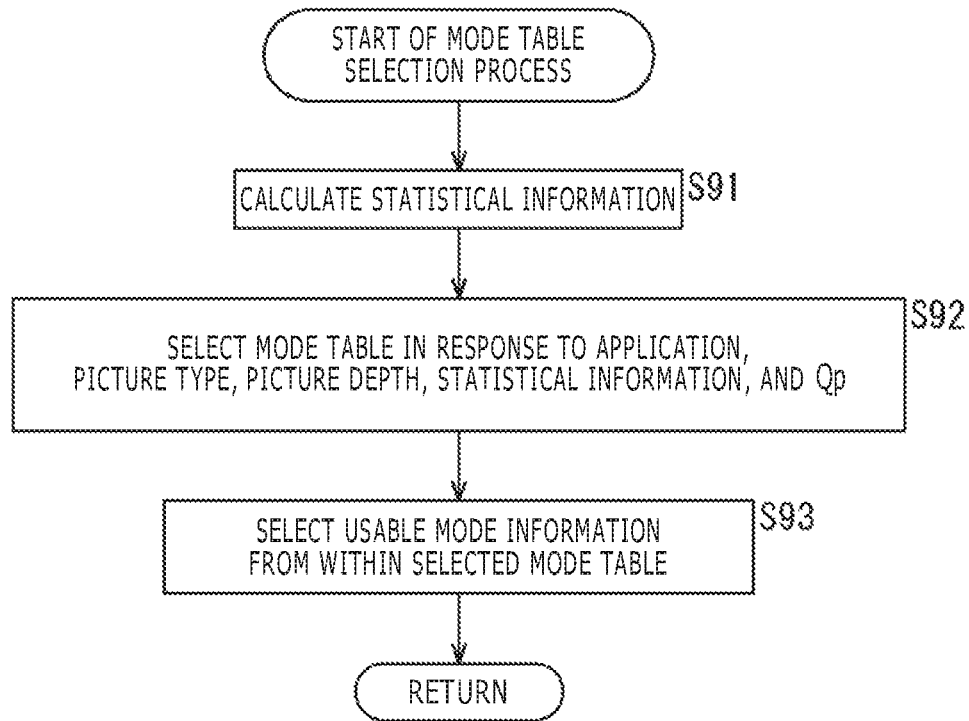 START OF MODE TABLE
SELECTION PROCESS
CALCULATE STATISTICAL INFORMATION
S91
SELECT MODE TABLE IN RESPONSE TO APPLICATION,
PICTURE TYPE, PICTURE DEPTH, STATISTICAL INFORMATION, AND Qp
S92
SELECT USABLE MODE INFORMATION
FROM WITHIN SELECTED MODE TABLE
S93
RETURN